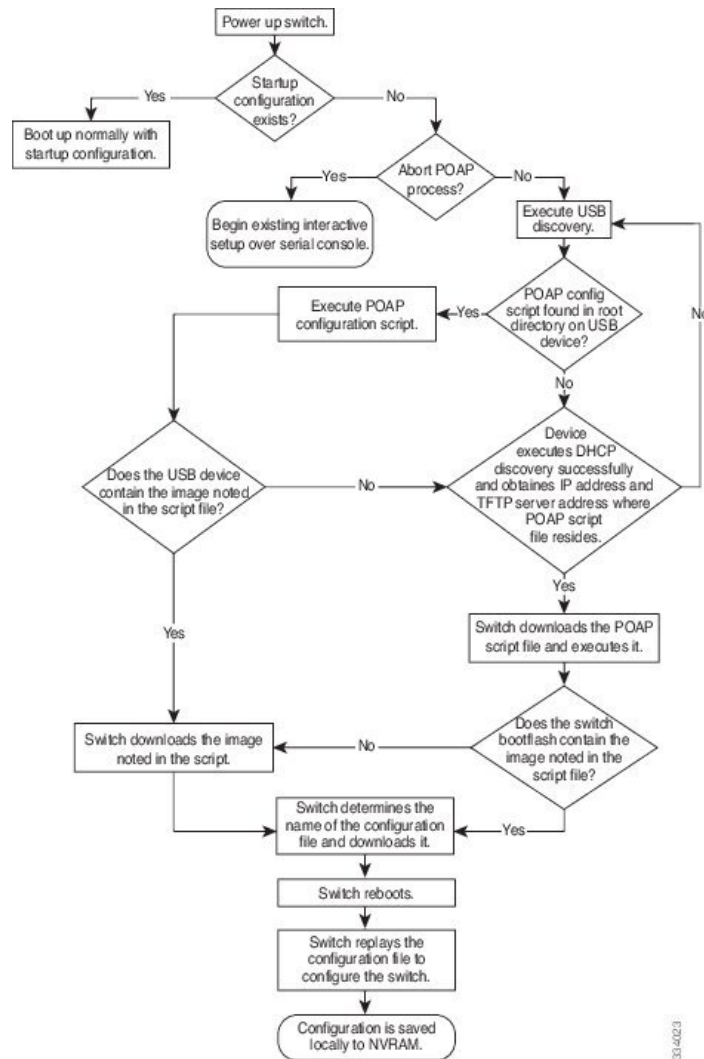 Power up switch.
Startup
configuration
exists?
Yes
No
Boot up normally with
startup configuration.
Abort POAP
process?
Yes
No
Begin existing interactive
setup over serial console.
Execute USB
discovery.
POAP config
script found in root
directory on USB
device?
Yes
No
Execute POAP
configuration script.
No
Does the USB device
contain the image noted
in the script file?
No
Device
executes DHCP
discovery successfully
and obtaines IP address and
TFTP server address where
POAP script
file resides.
Yes
Yes
Switch downloads the POAP
script file and executes it.
Does the switch
bootflash contain the
image noted in the
script file?
No
Switch downloads the image
noted in the script.
Yes
Switch determines the
name of the configuration
file and downloads it.
Switch reboots.
Switch replays the
configuration file to
configure the switch.
Configuration is saved
locally to NVRAM.
334023